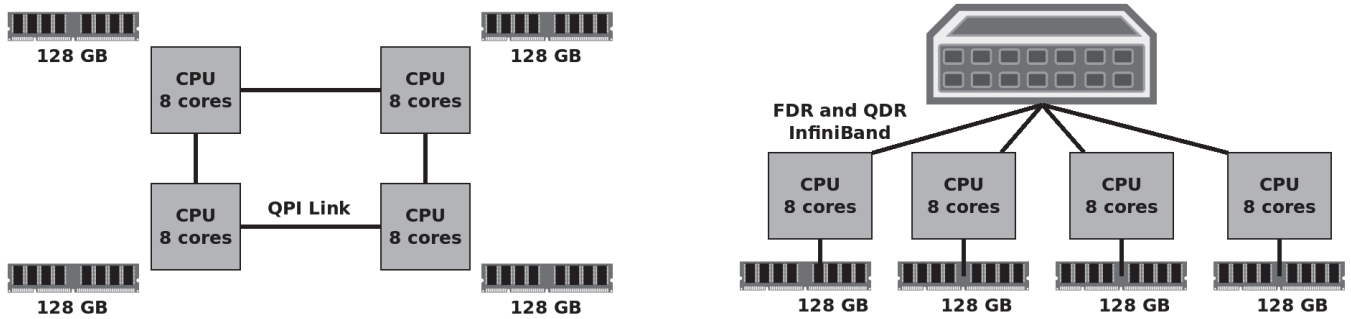 128 GB
128 GB
CPU
8 cores
CPU
8 cores
QPI Link
CPU
8 cores
CPU
8 cores
128 GB
128 GB
FDR and QDR
InfiniBand
CPU
8 cores
CPU
8 cores
CPU
8 cores
CPU
8 cores
128 GB
128 GB
128 GB
128 GB